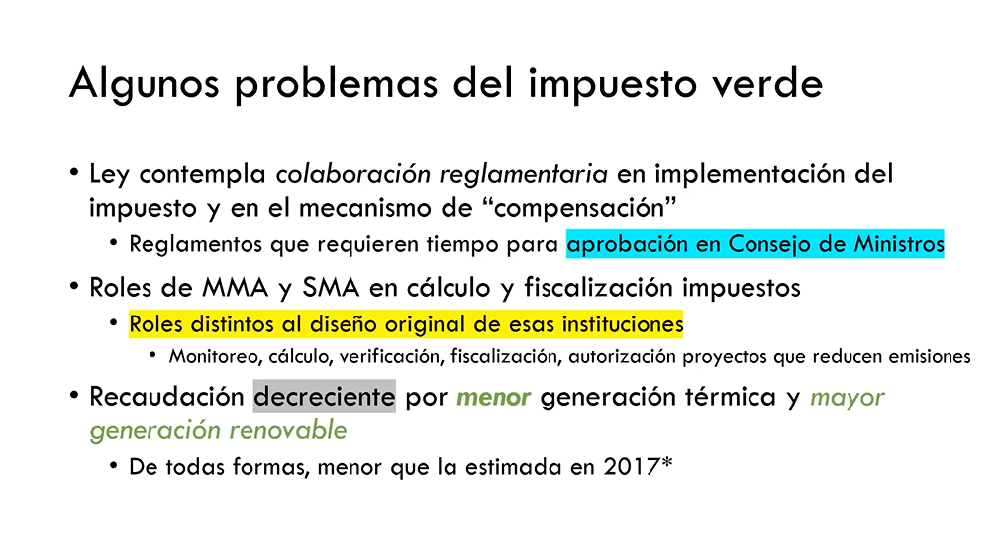 Algunos problemas del impuesto verde
• Ley contempla colaboración reglamentaria en implementación del
impuesto y en el mecanismo de “compensación”
• Reglamentos que requieren tiempo para aprobación en Consejo de Ministros
• Roles de MMA y SMA en cálculo y fiscalización impuestos
• Roles distintos al diseño original de esas instituciones
• Monitoreo, cálculo, verificación, fiscalización, autorización proyectos que reducen emisiones
• Recaudación decreciente por menor generación térmica y mayor
generación renovable
• De todas formas, menor que la estimada en 2017*